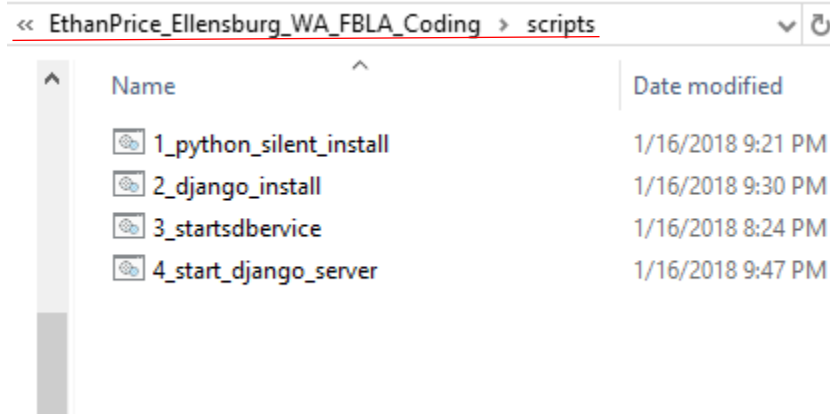 « EthanPrice_Ellensburg_WA_FBLA_Coding > scripts
Name Date modified
1_python_silent_install 1/16/2018 9:21 PM
2_django_install 1/16/2018 9:30 PM
3_startsdbervice 1/16/2018 8:24 PM
4_start_django_server 1/16/2018 9:47 PM